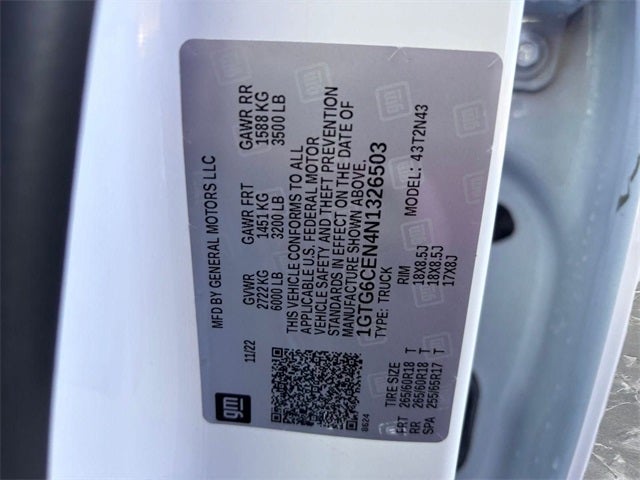 MFD BY GENERAL MOTORS LLC
11/22
GVWR GAWR FRT GAWR RR
2722 KG 1451 KG 1588 KG
6000 LB 3200 LB 3500 LB
THIS VEHICLE CONFORMS TO ALL
APPLICABLE U.S. FEDERAL MOTOR
VEHICLE SAFETY AND THEFT PREVENTION
STANDARDS IN EFFECT ON THE DATE OF
MANUFACTURE SHOWN ABOVE.
1GTG6CEN4N1326503
TYPE: TRUCK MODEL: 43T2N43
TIRE SIZE RIM
FRT 265/60R18 T 18X8.5J
RR 265/60R18 T 18X8.5J
SPA 255/65R17 T 17X8J
gm
8624